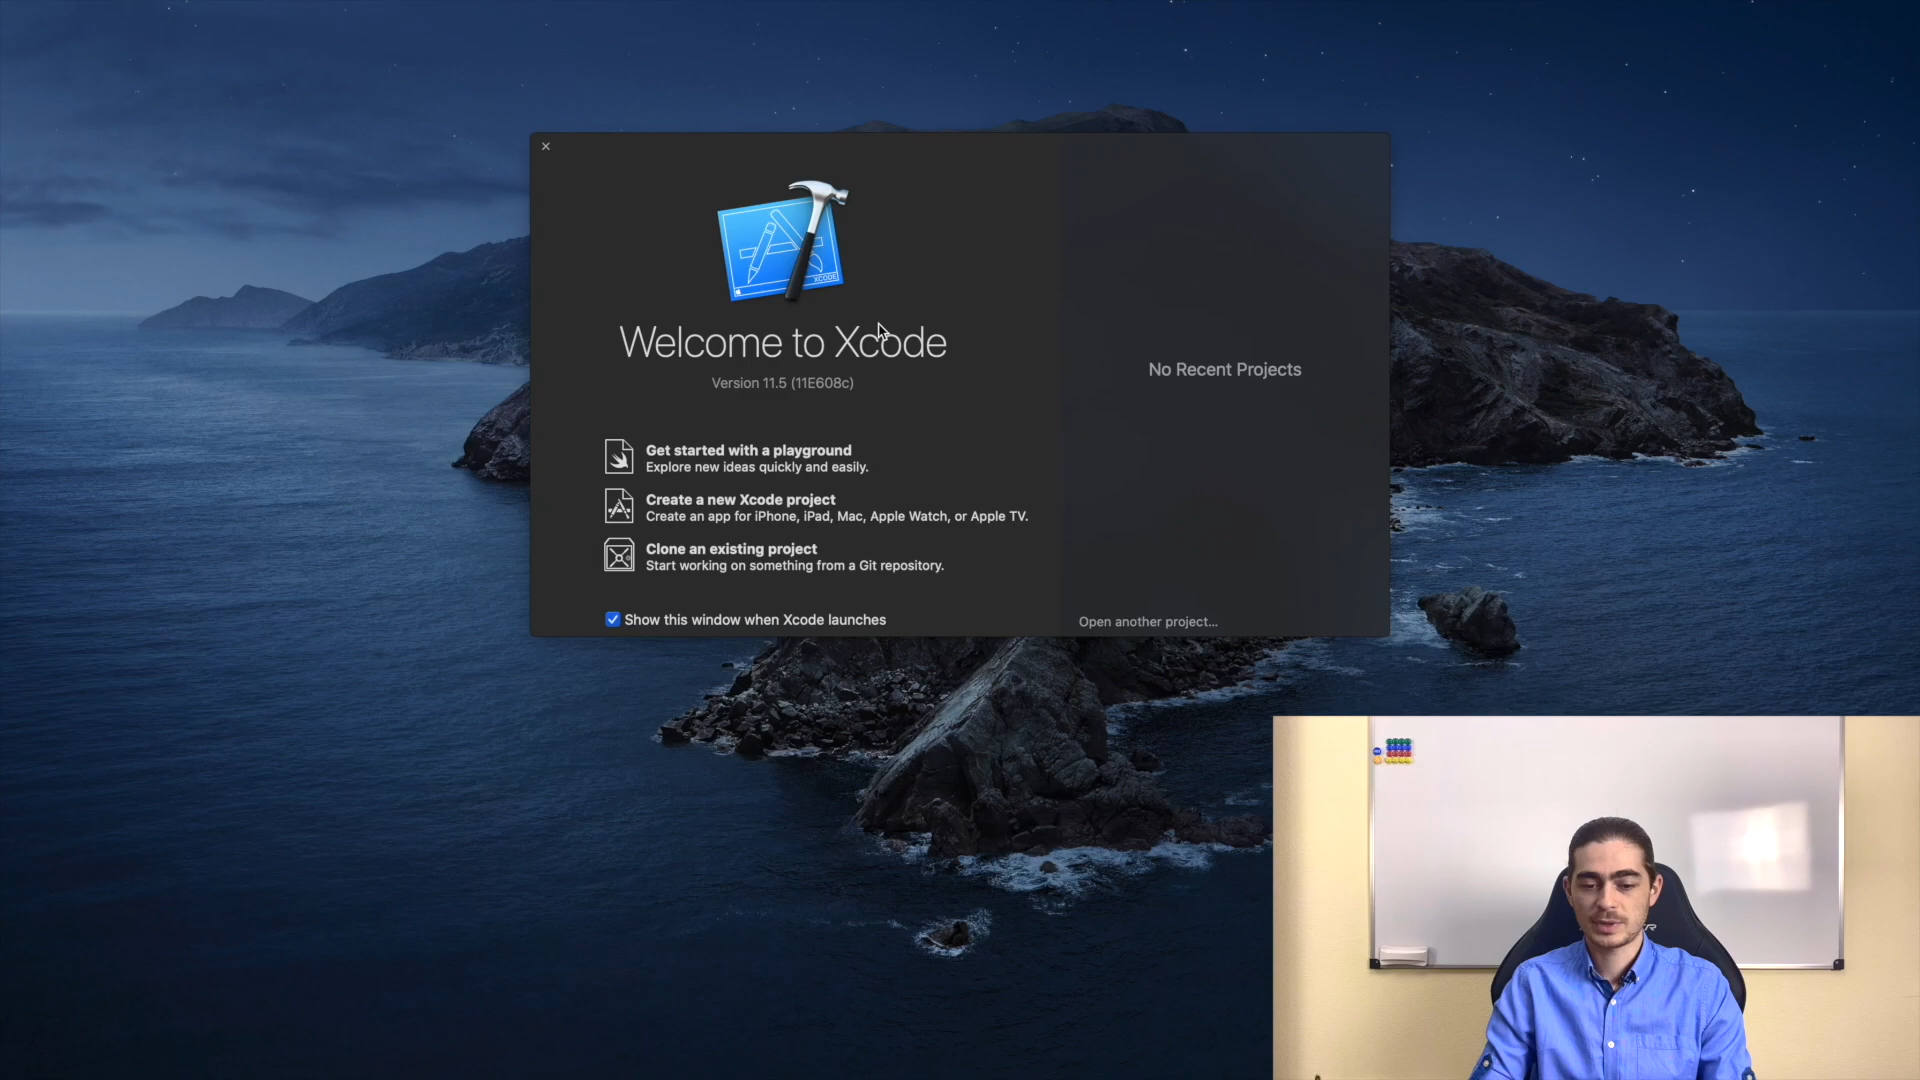 XCODE
Welcome to Xcode
Version 11.5 (11E608c)
Get started with a playground
Explore new ideas quickly and easily.
Create a new Xcode project
Create an app for iPhone, iPad, Mac, Apple Watch, or Apple TV.
Clone an existing project
Start working on something from a Git repository.
Show this window when Xcode launches
No Recent Projects
Open another project...